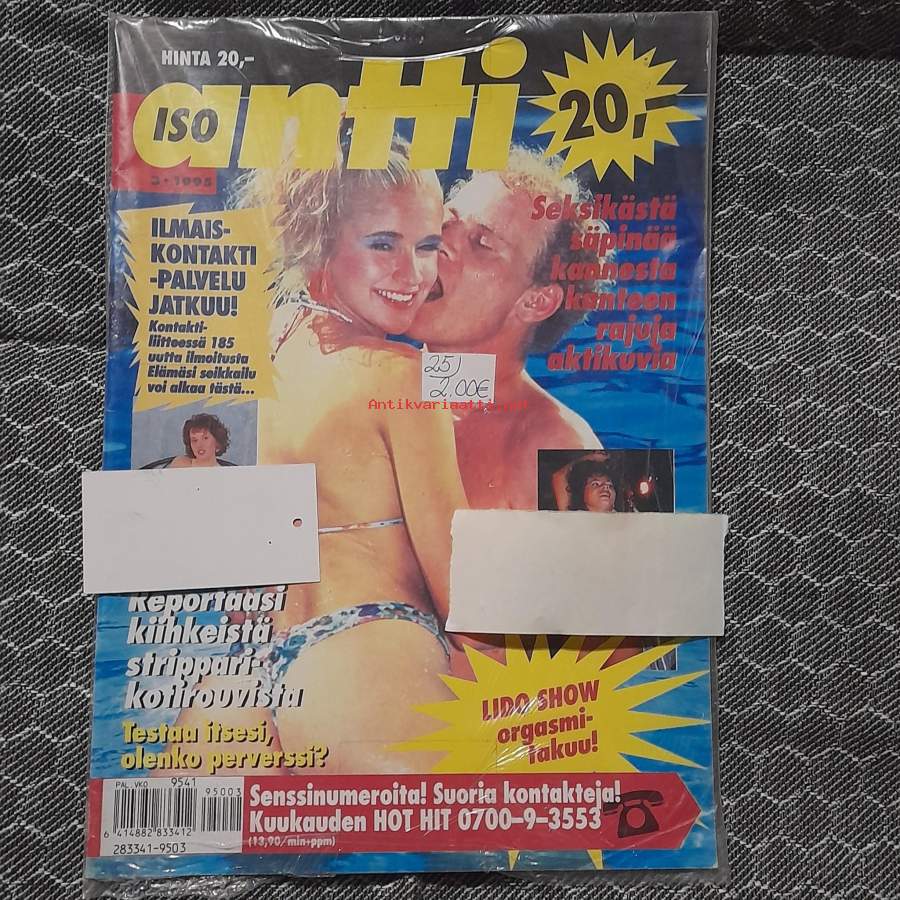 HINTA 20,–
ISO
antti
20,–
3 • 1995
ILMAIS-
KONTAKTI
-PALVELU
JATKUU!
Kontakti-
liitteessä 185
uutta ilmoitusta
Elämäsi seikkailu
voi alkaa tästä...
Seksikästä
säpinää
kannesta
kanteen
rajuja
aktikuvia
25)
2.00€
Antikvariaatti.net
Reportaasi
kiihkeistä
strippari-
kotirouvista
Testaa itsesi,
olenko perverssi?
LIDO SHOW
orgasmi-
takuu!
PAL. VKO 9541
95003
6 414882 833412
283341-9503
Senssinumeroita! Suoria kontakteja!
Kuukauden HOT HIT 0700–9–3553
(13,90/min+ppm)